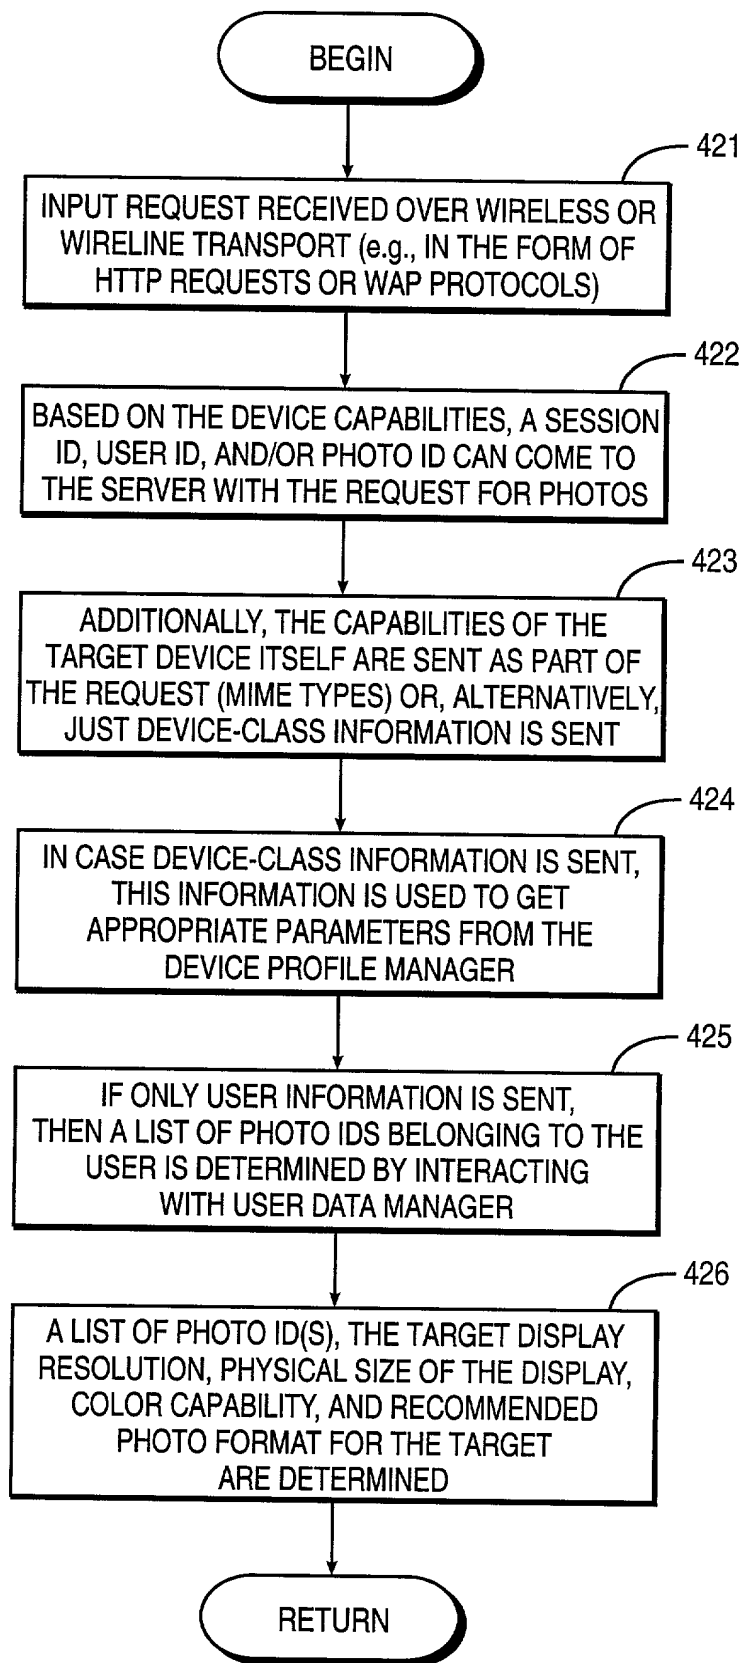 BEGIN
421
INPUT REQUEST RECEIVED OVER WIRELESS OR
WIRELINE TRANSPORT (e.g., IN THE FORM OF
HTTP REQUESTS OR WAP PROTOCOLS)
422
BASED ON THE DEVICE CAPABILITIES, A SESSION
ID, USER ID, AND/OR PHOTO ID CAN COME TO
THE SERVER WITH THE REQUEST FOR PHOTOS
423
ADDITIONALLY, THE CAPABILITIES OF THE
TARGET DEVICE ITSELF ARE SENT AS PART OF
THE REQUEST (MIME TYPES) OR, ALTERNATIVELY,
JUST DEVICE-CLASS INFORMATION IS SENT
424
IN CASE DEVICE-CLASS INFORMATION IS SENT,
THIS INFORMATION IS USED TO GET
APPROPRIATE PARAMETERS FROM THE
DEVICE PROFILE MANAGER
425
IF ONLY USER INFORMATION IS SENT,
THEN A LIST OF PHOTO IDS BELONGING TO THE
USER IS DETERMINED BY INTERACTING
WITH USER DATA MANAGER
426
A LIST OF PHOTO ID(S), THE TARGET DISPLAY
RESOLUTION, PHYSICAL SIZE OF THE DISPLAY,
COLOR CAPABILITY, AND RECOMMENDED
PHOTO FORMAT FOR THE TARGET
ARE DETERMINED
RETURN